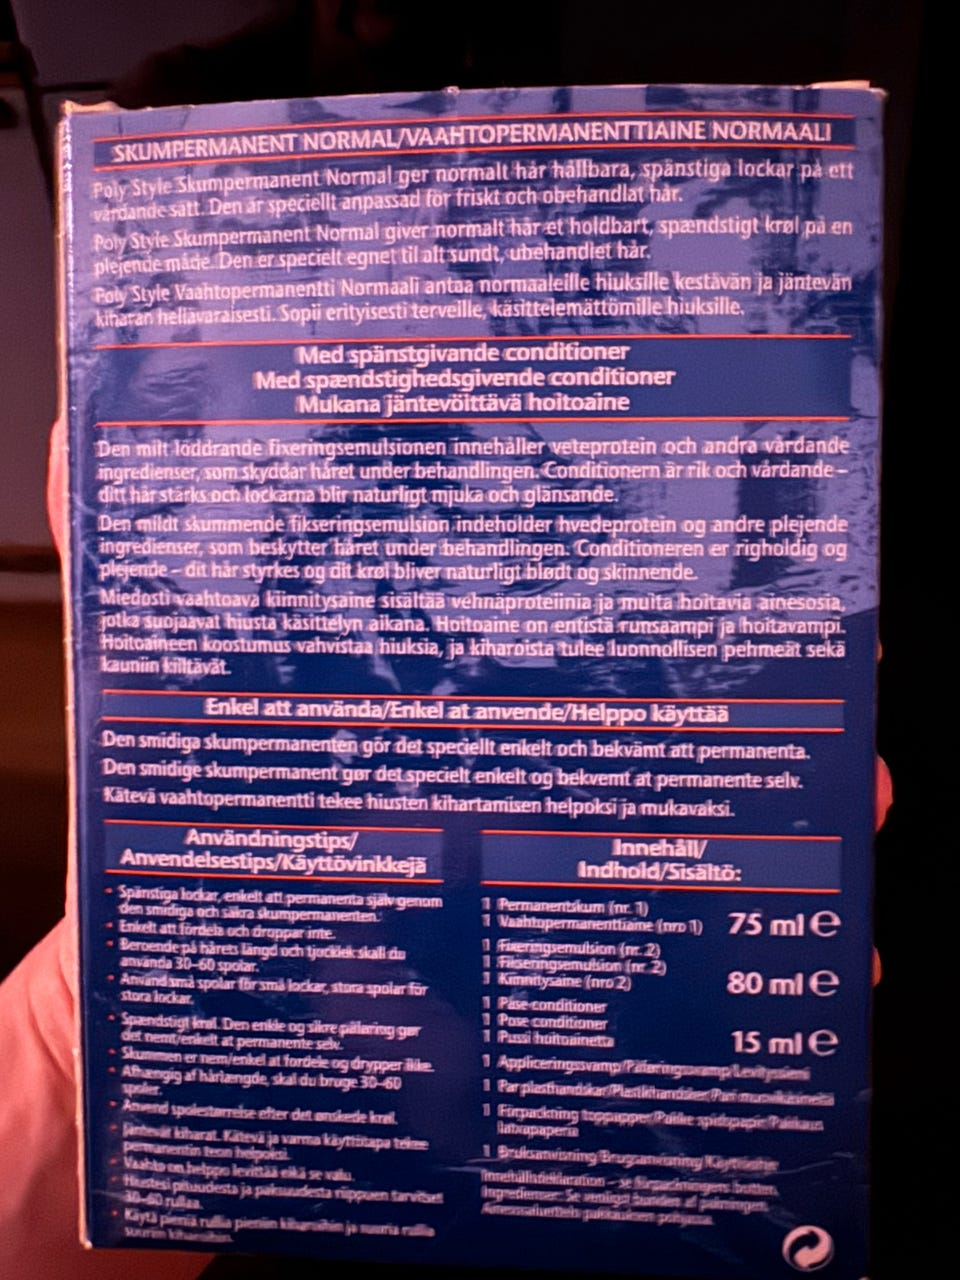 SKUMPERMANENT NORMAL/VAAHTOPERMANENTTIAINE NORMAALI
Poly Style Skumpermanent Normal ger normalt hår hållbara, spänstiga lockar på ett
vårdande sätt. Den är speciellt anpassad för friskt och obehandlat hår.
Poly Style Skumpermanent Normal giver normalt hår et holdbart, spændstigt krøl på en
plejende måde. Den er specielt egnet til alt sundt, ubehandlet hår.
Poly Style Vaahtopermanentti Normaali antaa normaaleille hiuksille kestävän ja jäntevän
kiharan hellävaraisesti. Sopii erityisesti terveille, käsittelemättömille hiuksille.
Med spänstgivande conditioner
Med spændstighedsgivende conditioner
Mukana jäntevöittävä hoitoaine
Den milt löddrande fixeringsemulsionen innehåller veteprotein och andra vårdande
ingredienser, som skyddar håret under behandlingen. Conditionern är rik och vårdande –
ditt hår stärks och lockarna blir naturligt mjuka och glänsande.
Den mildt skummende fikseringsemulsion indeholder hvedeprotein og andre plejende
ingredienser, som beskytter håret under behandlingen. Conditioneren er righoldig og
plejende – dit hår styrkes og dit krøl bliver naturligt blødt og skinnende.
Miedosti vaahtoava kiinnitysaine sisältää vehnäproteiinia ja muita hoitavia ainesosia,
jotka suojaavat hiusta käsittelyn aikana. Hoitoaine on entistä runsaampi ja hoitavampi.
Hoitoaineen koostumus vahvistaa hiuksia, ja kiharoista tulee luonnollisen pehmeät sekä
kauniin kiiltävät.
Enkel att använda/Enkel at anvende/Helppo käyttää
Den smidiga skumpermanenten gör det speciellt enkelt och bekvämt att permanenta.
Den smidige skumpermanent gør det specielt enkelt og bekvemt at permanente selv.
Kätevä vaahtopermanentti tekee hiusten kihartamisen helpoksi ja mukavaksi.
Användningstips/
Anvendelsestips/Käyttövinkkejä
• Spänstiga lockar, enkelt att permanenta själv genom
den smidiga och säkra skumpermanenten.
• Enkelt att fördela och droppar inte.
• Beroende på hårets längd och tjocklek skall du
använda 30–60 spolar.
• Använd små spolar för små lockar, stora spolar för
stora lockar.
• Spændstigt krøl. Den enkle og sikre påføring gør
det nemt/enkelt at permanente selv.
• Skummen er nem/enkel at fordele og drypper ikke.
• Afhængig af hårlængde, skal du bruge 30–60
spoler.
• Anvend spolestørrelse efter det ønskede krøl.
• Jäntevät kiharat. Kätevä ja varma käyttötapa tekee
permanentin teon helpoksi.
• Vaahto on helppo levittää eikä se valu.
• Hiustesi pituudesta ja paksuudesta riippuen tarvitset
30–60 rullaa.
• Käytä pieniä rullia pieniin kiharoihin ja suuria rullia
suuriin kiharoihin.
Innehåll/
Indhold/Sisältö:
1 Permanentskum (nr. 1)
1 Vaahtopermanenttiaine (nro 1) 75 ml e
1 Fixeringsemulsion (nr. 2)
1 Fikseringsemulsion (nr. 2)
1 Kiinnitysaine (nro 2) 80 ml e
1 Påse conditioner
1 Pose conditioner
1 Pussi hoitoainetta 15 ml e
1 Appliceringssvamp/Påføringssvamp/Levityssieni
1 Par plasthandskar/Plastikhandsker/Pari muovikäsineitä
1 Förpackning toppapper/Pakke spidspapir/Pakkaus
latvapaperia
1 Bruksanvisning/Brugsanvisning/Käyttöohje
Innehållsdeklaration – se förpackningens botten.
Ingredienser: Se venligst bunden af pakningen.
Ainesosaluettelo pakkauksen pohjassa.